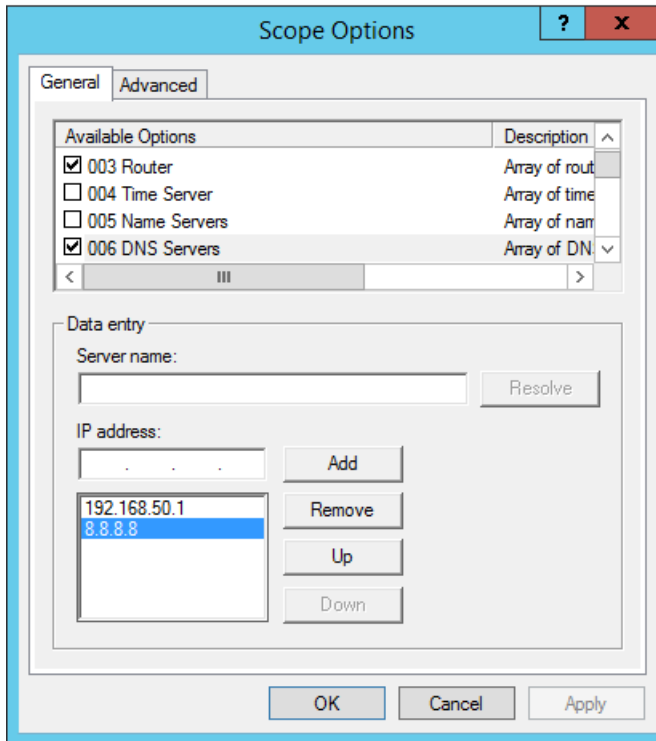 Scope Options
? x
General Advanced
Available Options Description
003 Router Array of rout
004 Time Server Array of time
005 Name Servers Array of nam
006 DNS Servers Array of DN
Data entry
Server name:
Resolve
IP address:
. . .
Add
192.168.50.1
Remove
8.8.8.8
Up
Down
OK Cancel Apply